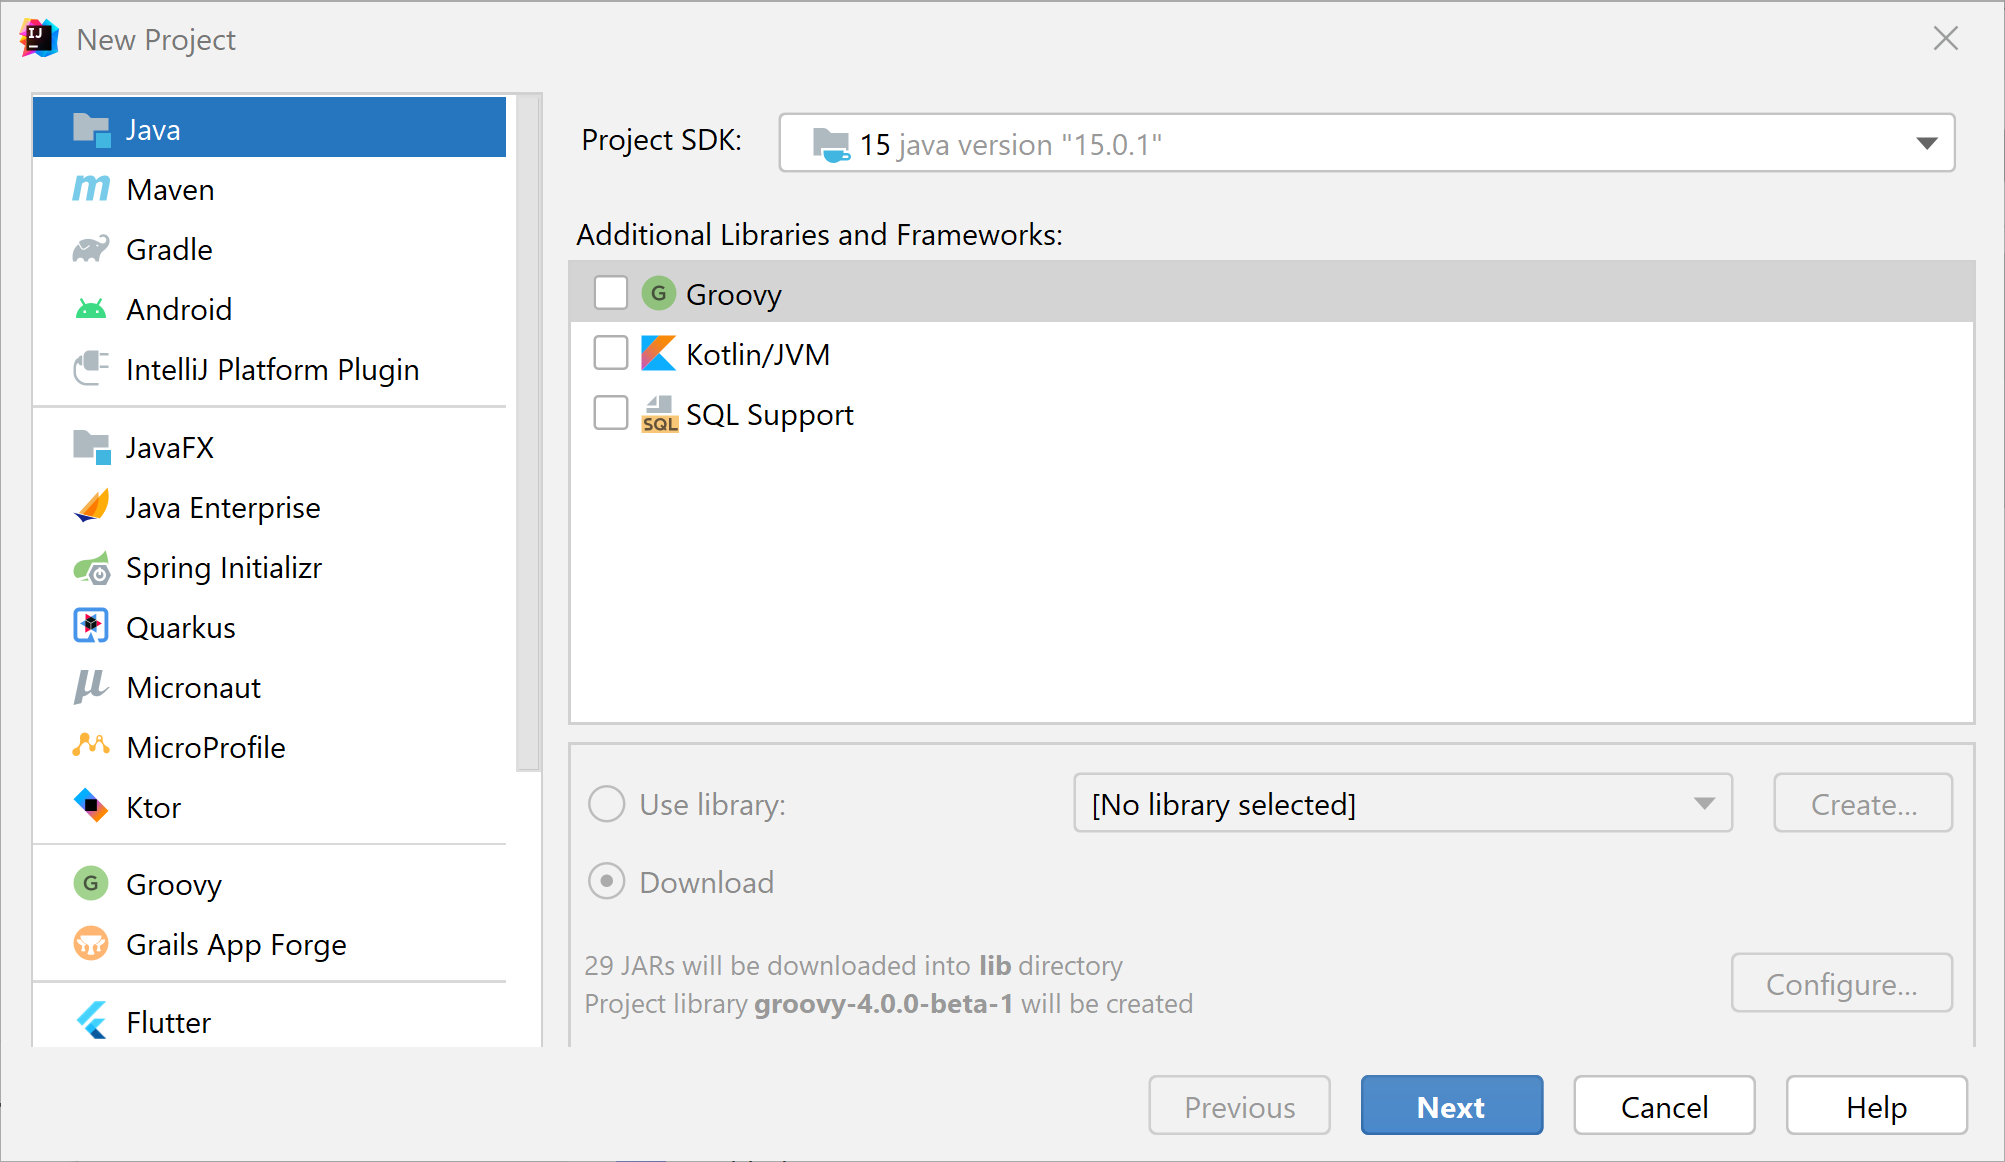 New Project
Java
Maven
Gradle
Android
IntelliJ Platform Plugin
JavaFX
Java Enterprise
Spring Initializr
Quarkus
Micronaut
MicroProfile
Ktor
G Groovy
Grails App Forge
Flutter
Project SDK: 15 java version "15.0.1"
Additional Libraries and Frameworks:
G Groovy
Kotlin/JVM
SQL SQL Support
Use library: [No library selected] Create...
Download
29 JARs will be downloaded into lib directory
Project library groovy-4.0.0-beta-1 will be created
Configure...
Previous Next Cancel Help